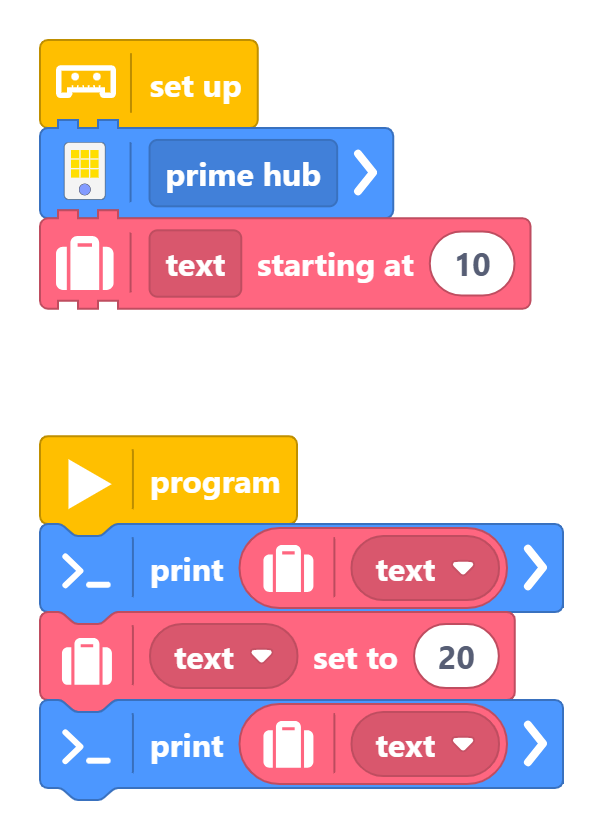 set up
prime hub
text starting at 10
program
print text
text set to 20
print text